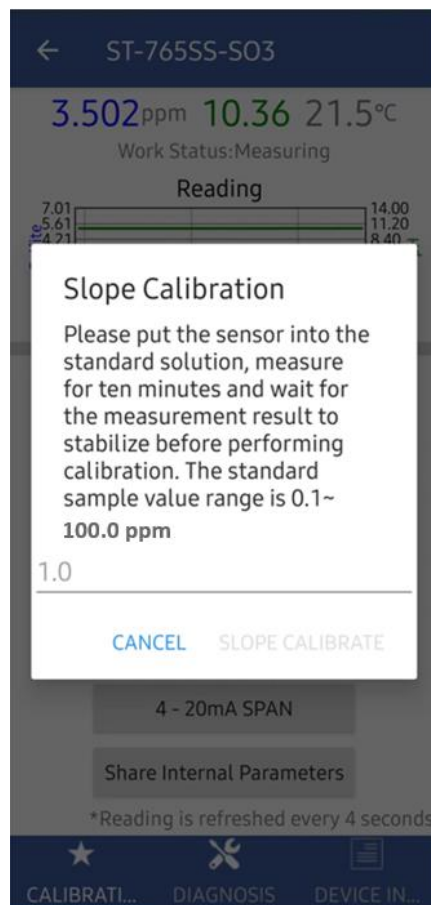 ← ST-765SS-SO3
3.502ppm 10.36 21.5°C
Work Status:Measuring
Reading
7.01 14.00
5.61 11.20
4.21 8.40
Slope Calibration
Please put the sensor into the
standard solution, measure
for ten minutes and wait for
the measurement result to
stabilize before performing
calibration. The standard
sample value range is 0.1~
100.0 ppm
1.0
CANCEL SLOPE CALIBRATE
4 - 20mA SPAN
Share Internal Parameters
*Reading is refreshed every 4 seconds
CALIBRATI... DIAGNOSIS DEVICE IN...